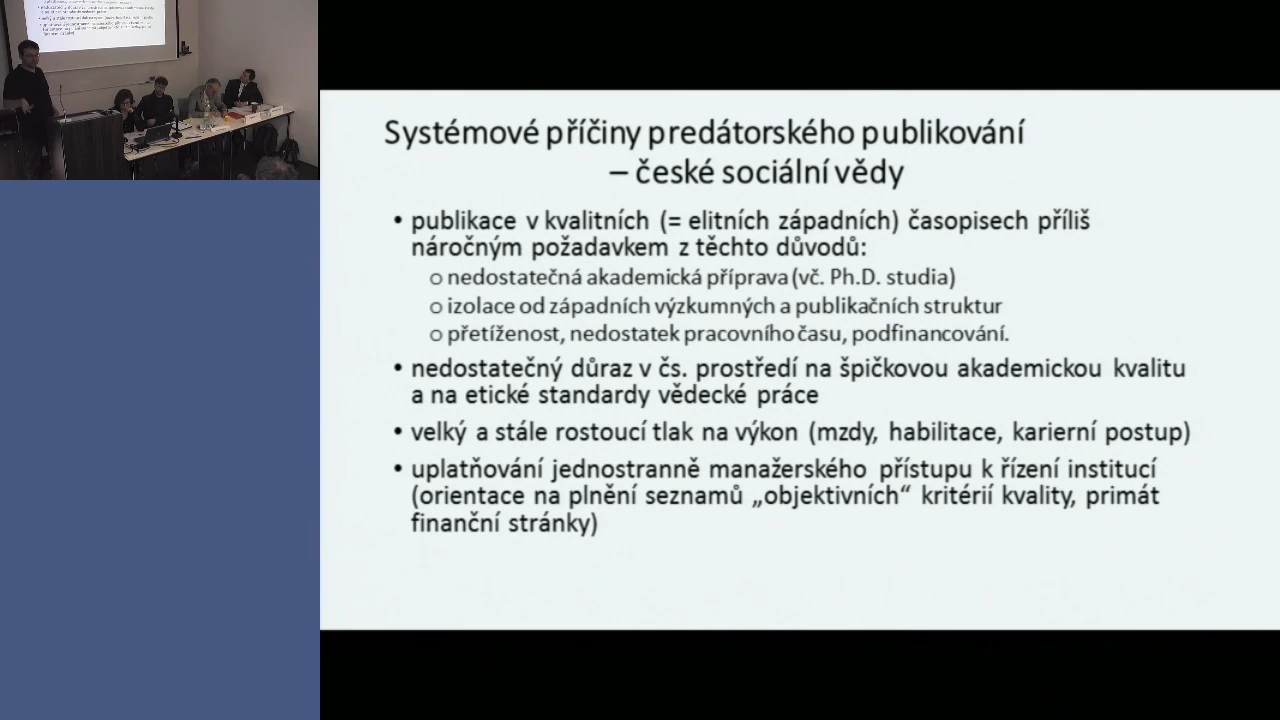 Systémové příčiny predátorského publikování
– české sociální vědy
• publikace v kvalitních (= elitních západních) časopisech příliš
náročným požadavkem z těchto důvodů:
o nedostatečná akademická příprava (vč. Ph.D. studia)
o izolace od západních výzkumných a publikačních struktur
o přetíženost, nedostatek pracovního času, podfinancování.
• nedostatečný důraz v čs. prostředí na špičkovou akademickou kvalitu
a na etické standardy vědecké práce
• velký a stále rostoucí tlak na výkon (mzdy, habilitace, karierní postup)
• uplatňování jednostranně manažerského přístupu k řízení institucí
(orientace na plnění seznamů „objektivních“ kritérií kvality, primát
finanční stránky)